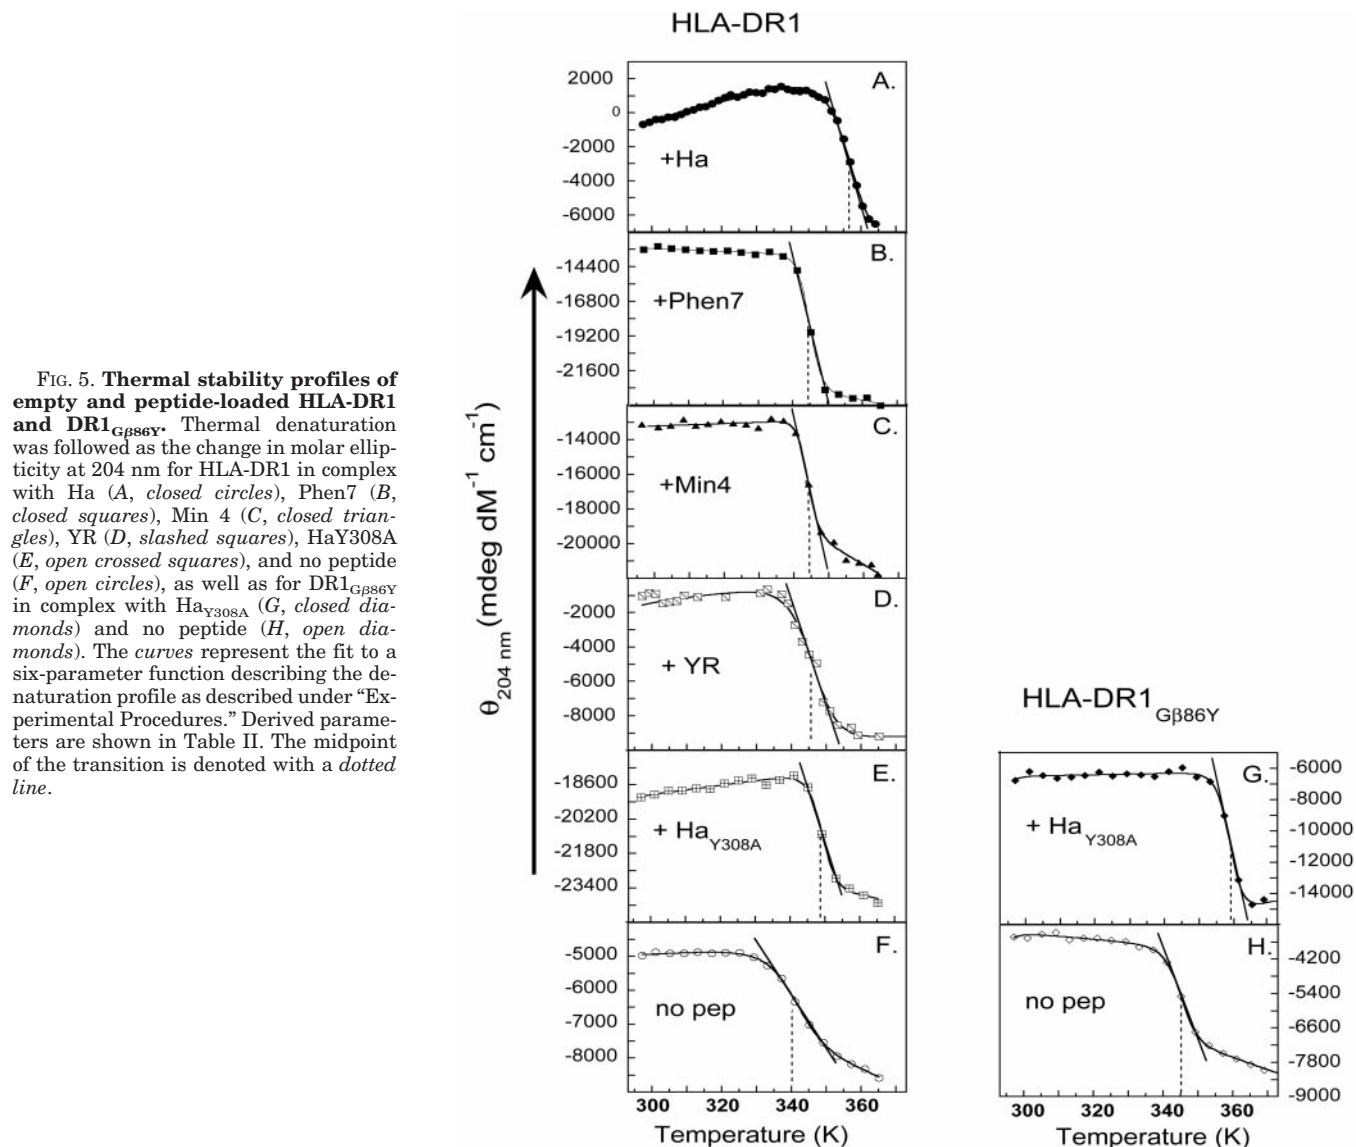 HLA-DR1
2000
0
-2000
-4000
-6000
A.
+Ha
-14400
-16800
-19200
-21600
B.
+Phen7
-13000
-16000
-18000
-20000
C.
+Min4
-2000
-4000
-6000
-8000
D.
+ YR
-18600
-20200
-21800
-23400
E.
+ Ha Y308A
-5000
-6000
-7000
-8000
F.
no pep
300 320 340 360
Temperature (K)
θ204 nm (mdeg dM-1 cm-1)
HLA-DR1Gβ86Y
G.
+ Ha Y308A
-6000
-8000
-10000
-12000
-14000
H.
no pep
-4200
-5400
-6600
-7800
-9000
300 320 340 360
Temperature (K)
FIG. 5. Thermal stability profiles of
empty and peptide-loaded HLA-DR1
and DR1Gβ86Y. Thermal denaturation
was followed as the change in molar ellip-
ticity at 204 nm for HLA-DR1 in complex
with Ha (A, closed circles), Phen7 (B,
closed squares), Min 4 (C, closed trian-
gles), YR (D, slashed squares), HaY308A
(E, open crossed squares), and no peptide
(F, open circles), as well as for DR1Gβ86Y
in complex with HaY308A (G, closed dia-
monds) and no peptide (H, open dia-
monds). The curves represent the fit to a
six-parameter function describing the de-
naturation profile as described under “Ex-
perimental Procedures.” Derived parame-
ters are shown in Table II. The midpoint
of the transition is denoted with a dotted
line.